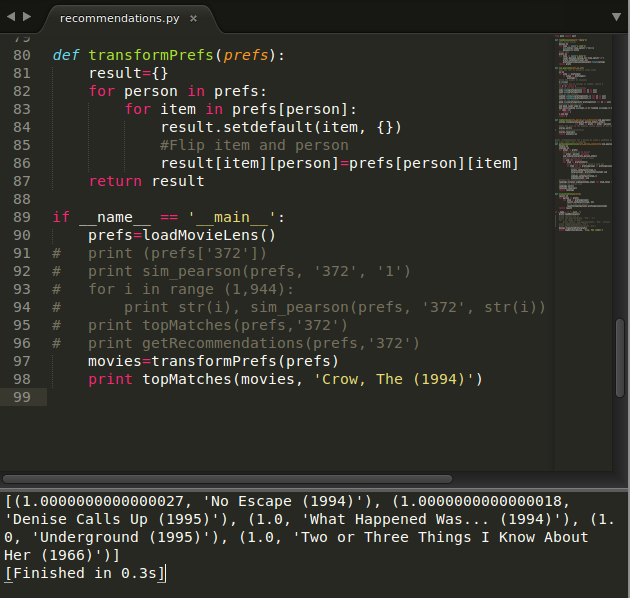 recommendations.py ×
79
80 def transformPrefs(prefs):
81     result={}
82     for person in prefs:
83         for item in prefs[person]:
84             result.setdefault(item, {})
85             #Flip item and person
86             result[item][person]=prefs[person][item]
87     return result
88
89 if __name__ == '__main__':
90     prefs=loadMovieLens()
91 #   print (prefs['372'])
92 #   print sim_pearson(prefs, '372', '1')
93 #   for i in range (1,944):
94 #       print str(i), sim_pearson(prefs, '372', str(i))
95 #   print topMatches(prefs,'372')
96 #   print getRecommendations(prefs,'372')
97     movies=transformPrefs(prefs)
98     print topMatches(movies, 'Crow, The (1994)')
99
[(1.0000000000000027, 'No Escape (1994)'), (1.0000000000000018,
'Denise Calls Up (1995)'), (1.0, 'What Happened Was... (1994)'), (1.
0, 'Underground (1995)'), (1.0, 'Two or Three Things I Know About
Her (1966)')]
[Finished in 0.3s]